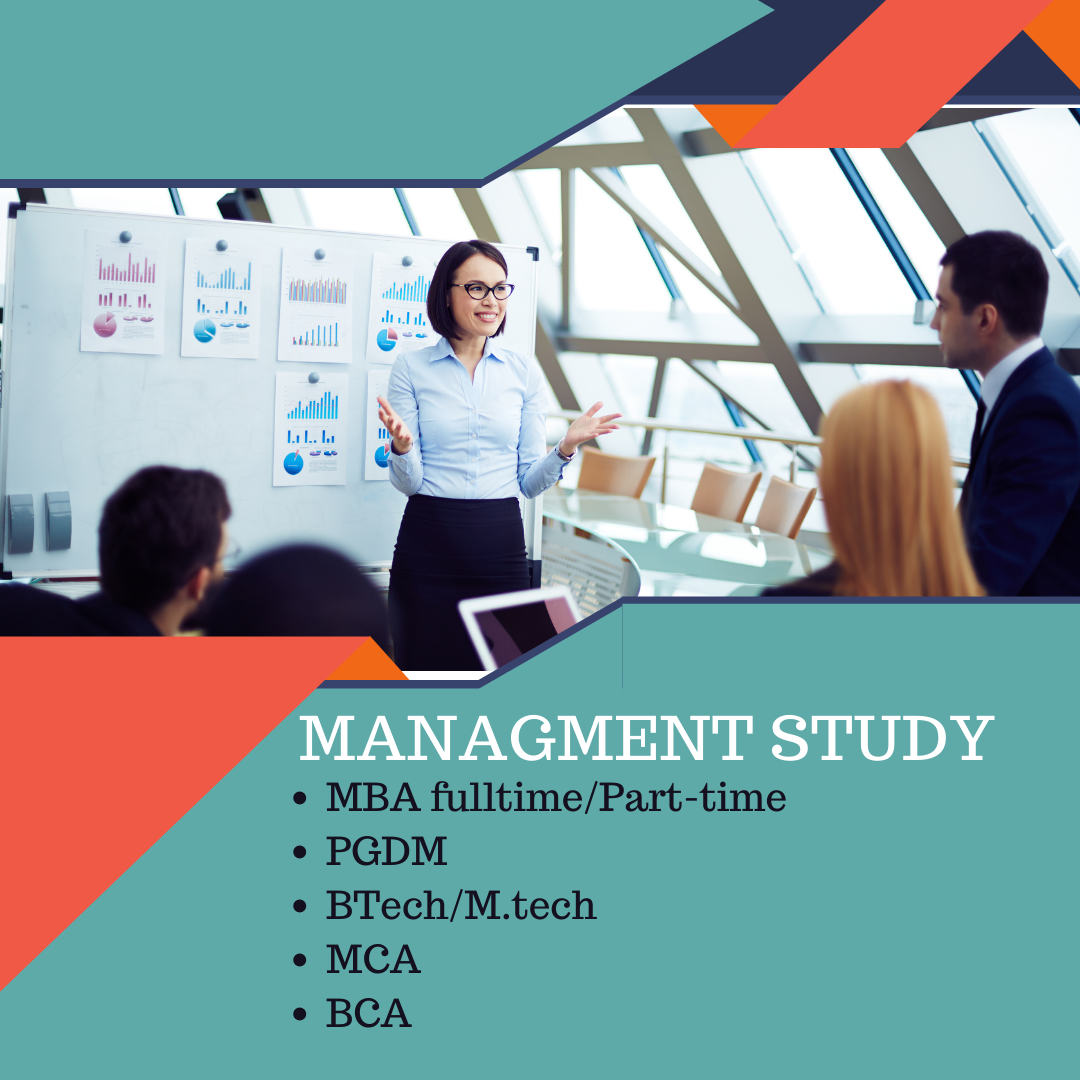 MANAGMENT STUDY
• MBA fulltime/Part-time
• PGDM
• BTech/M.tech
• MCA
• BCA